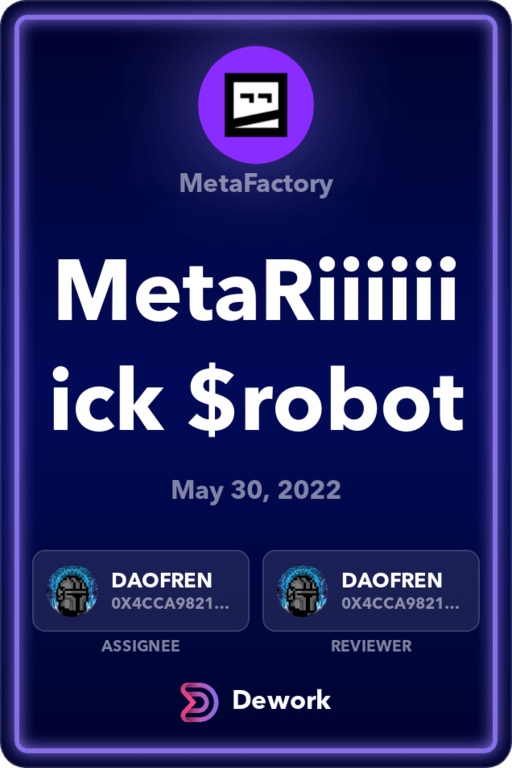 MetaFactory
MetaRiiiiii
ick $robot
May 30, 2022
DAOFREN
0X4CCA9821...
ASSIGNEE
DAOFREN
0X4CCA9821...
REVIEWER
Dework